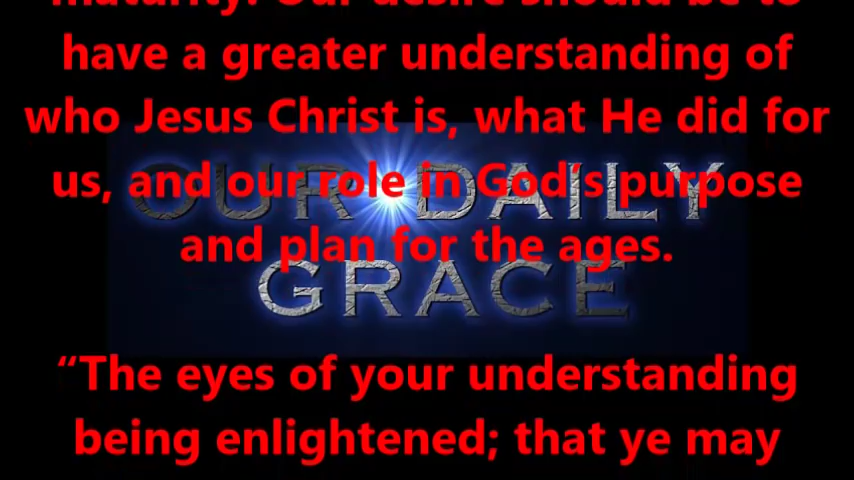 maturity. Our desire should be to
have a greater understanding of
who Jesus Christ is, what He did for
us, and our role in God's purpose
and plan for the ages.
OUR DAILY
GRACE
“The eyes of your understanding
being enlightened; that ye may